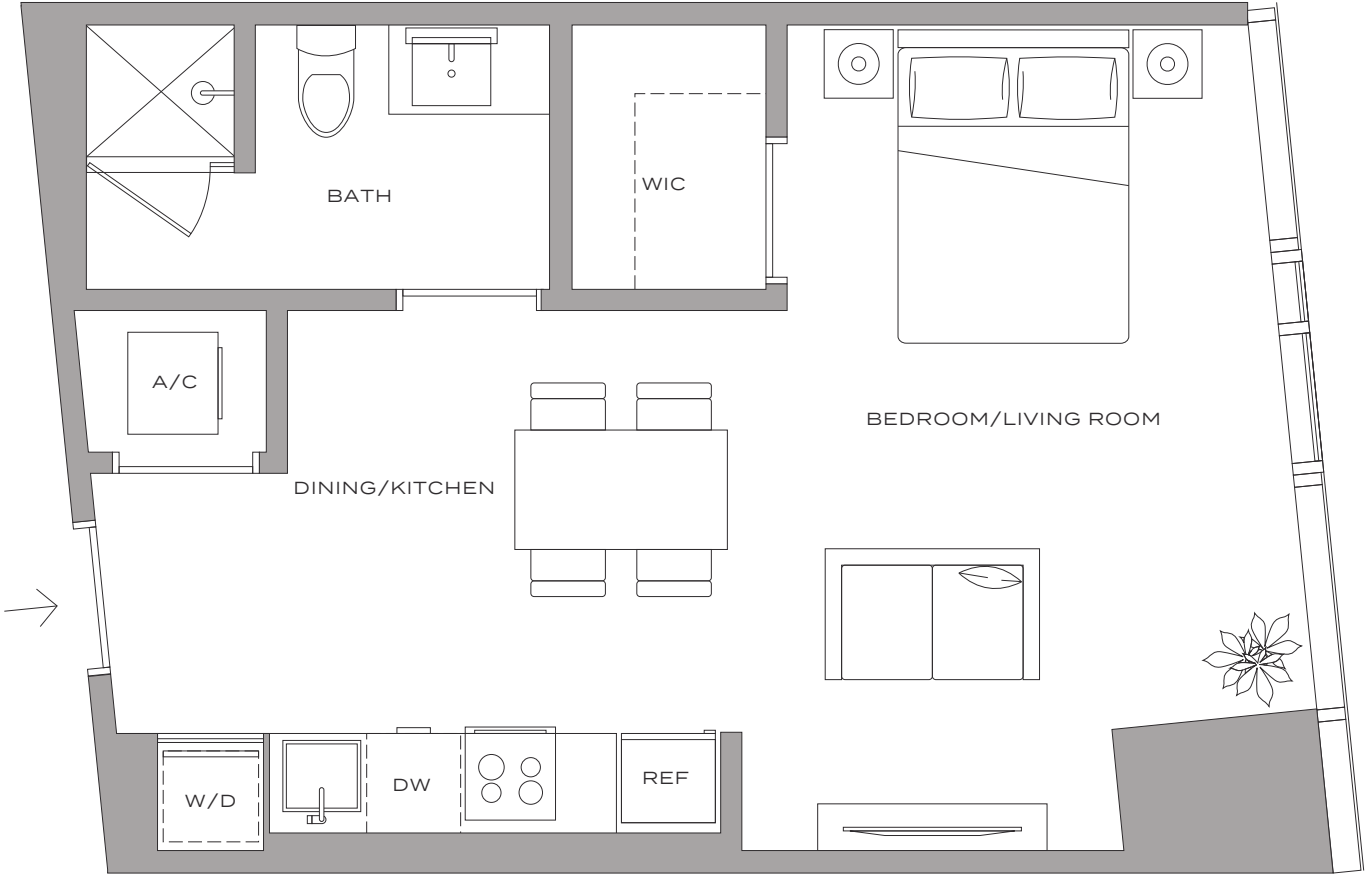 BATH
WIC
A/C
BEDROOM/LIVING ROOM
DINING/KITCHEN
W/D
DW
REF